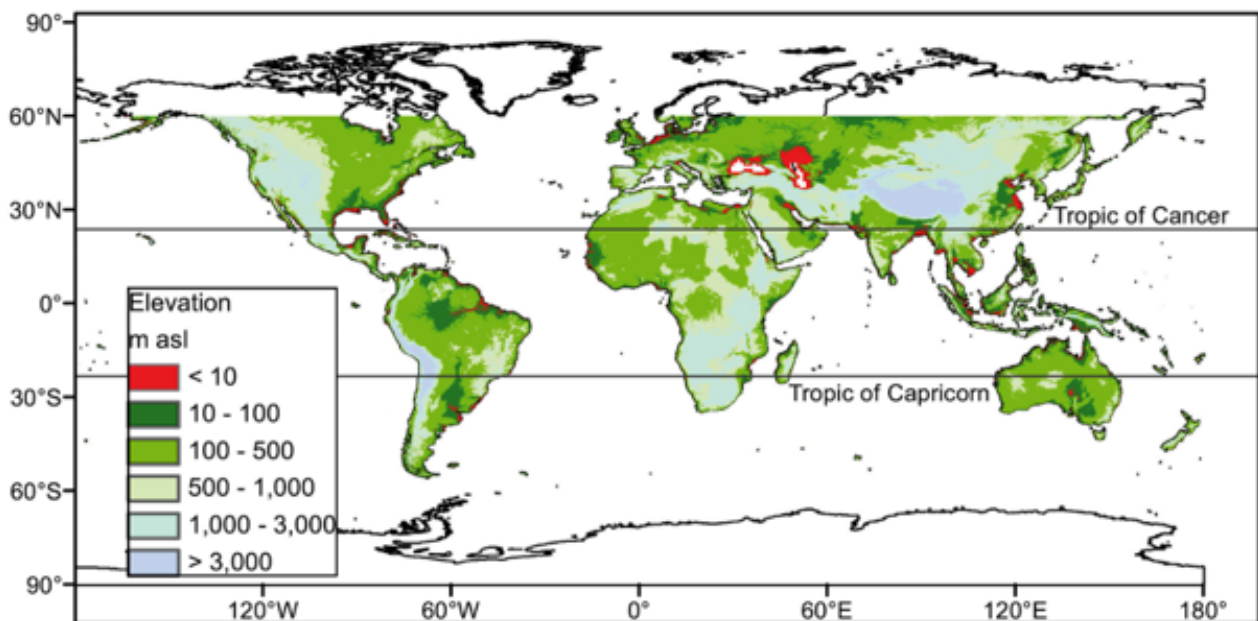 90°
60°N
30°N
Tropic of Cancer
0°
Elevation
m asl
< 10
10 - 100
100 - 500
500 - 1,000
1,000 - 3,000
> 3,000
30°S
Tropic of Capricorn
60°S
90°
120°W 60°W 0° 60°E 120°E 180°